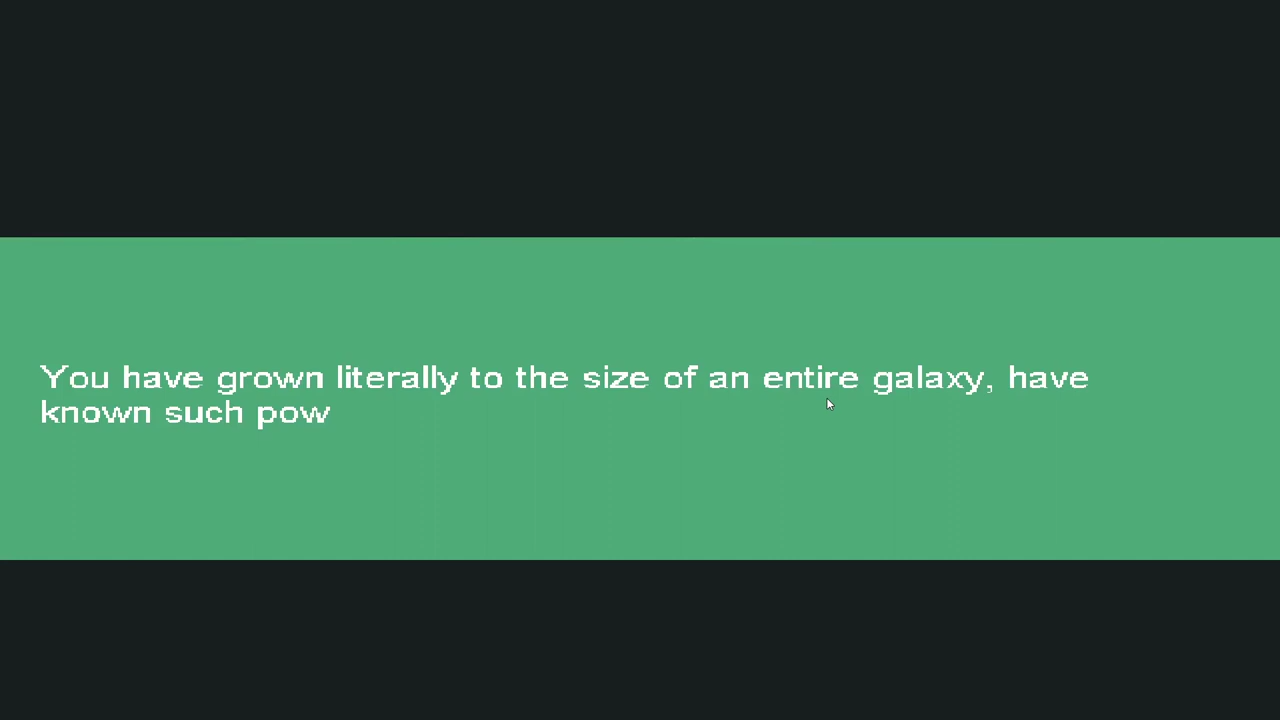 You have grown literally to the size of an entire galaxy, have
known such pow